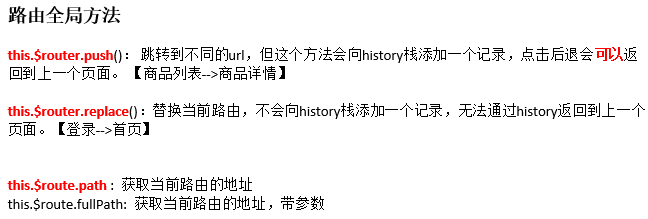 路由全局方法
this.$router.push()： 跳转到不同的url，但这个方法会向history栈添加一个记录，点击后退会可以返
回到上一个页面。【商品列表-->商品详情】
this.$router.replace()：替换当前路由，不会向history栈添加一个记录，无法通过history返回到上一个
页面。【登录-->首页】
this.$route.path： 获取当前路由的地址
this.$route.fullPath: 获取当前路由的地址，带参数